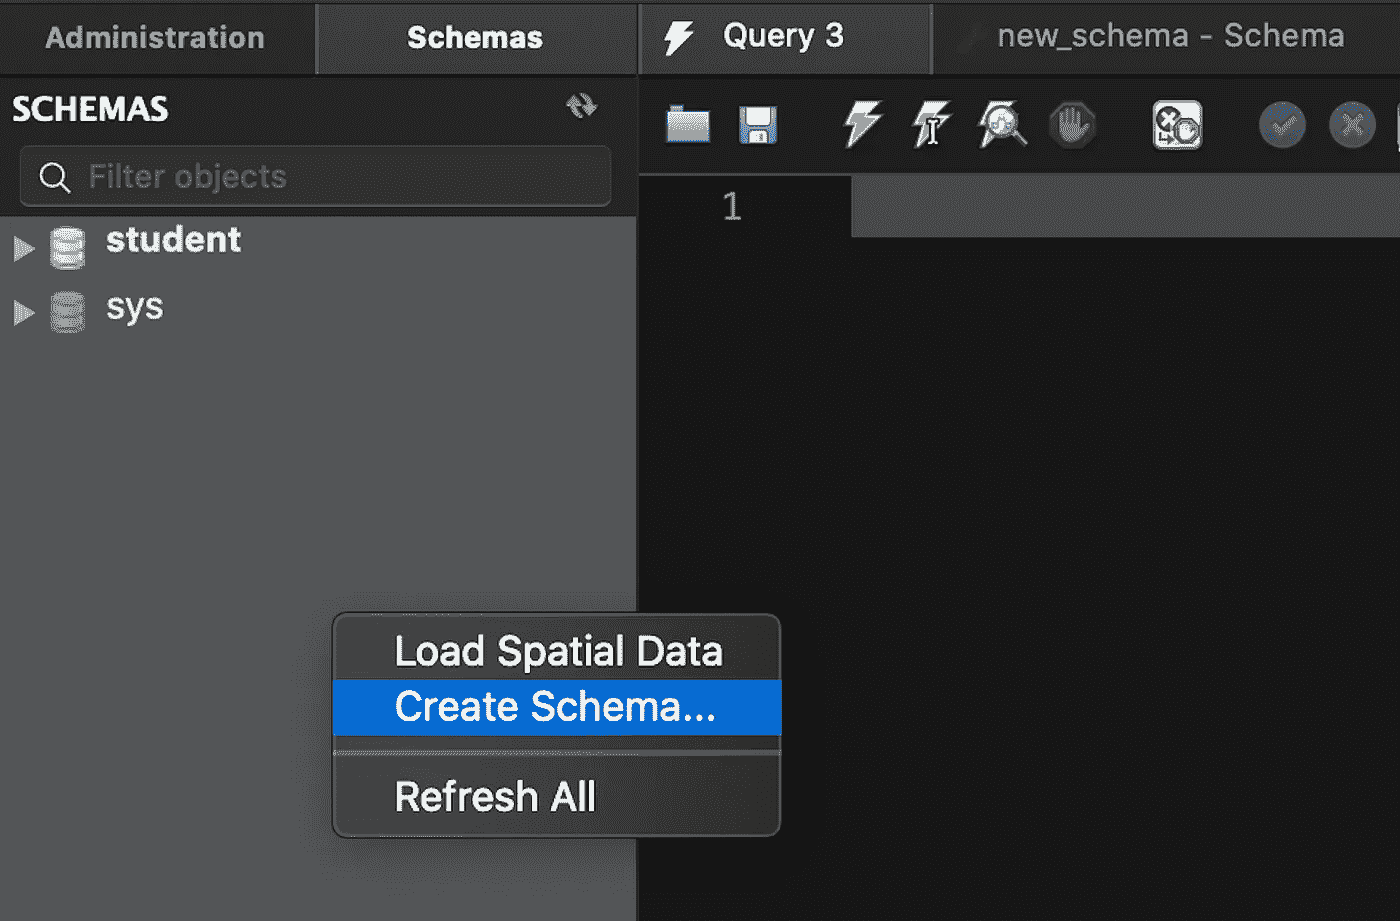 Administration
Schemas
Query 3
new_schema - Schema
SCHEMAS
Filter objects
1
student
sys
Load Spatial Data
Create Schema...
Refresh All